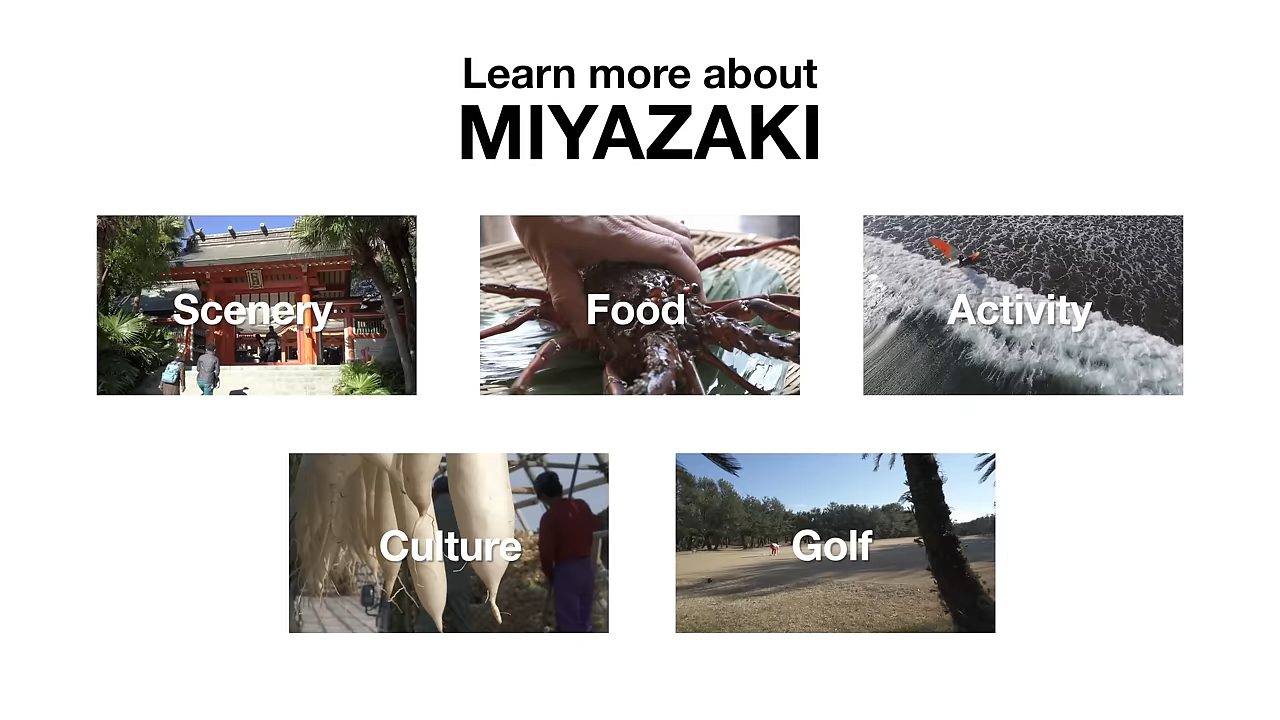 Learn more about
MIYAZAKI
Scenery
Food
Activity
Culture
Golf